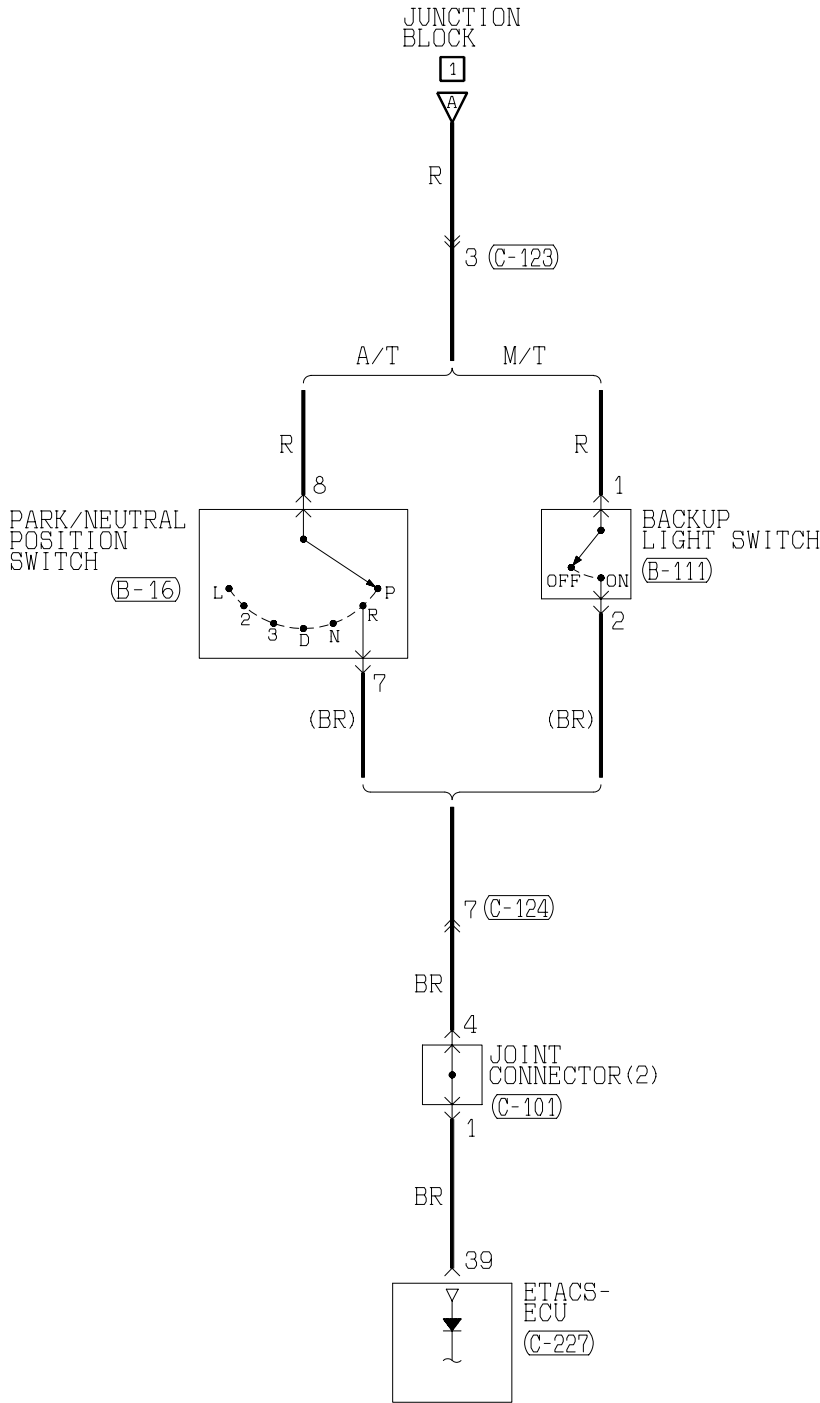 JUNCTION
BLOCK
1
A
R
3 (C-123)
A/T
M/T
R
R
8
1
PARK/NEUTRAL
POSITION
SWITCH
(B-16)
BACKUP
LIGHT SWITCH
(B-111)
OFF
ON
L
2
3
D
N
R
P
2
7
(BR)
(BR)
7 (C-124)
BR
4
JOINT
CONNECTOR(2)
(C-101)
1
BR
39
ETACS-
ECU
(C-227)